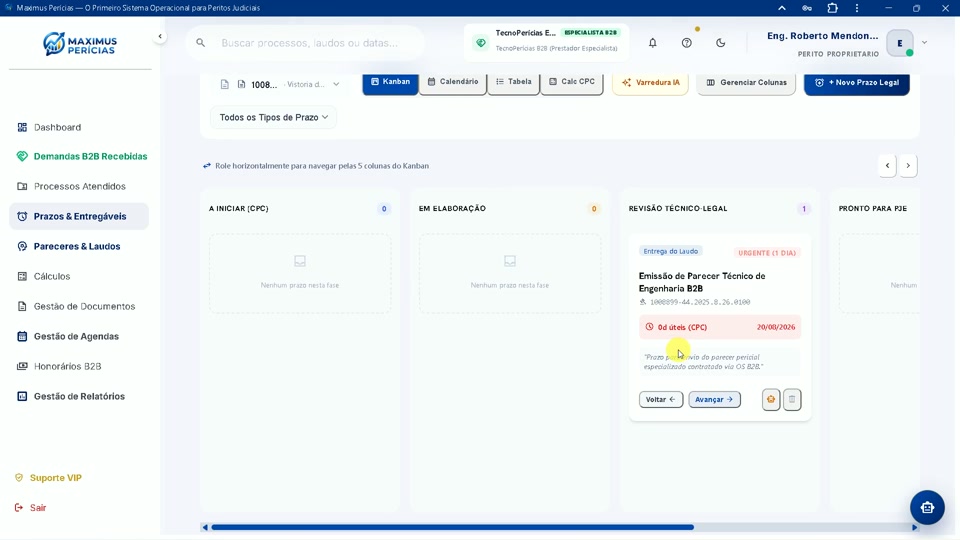 Maximus Perícias — O Primeiro Sistema Operacional para Peritos Judiciais
MAXIMUS
PERÍCIAS
Buscar processos, laudos ou datas...
TecnoPerícias E... ESPECIALISTA B2B
TecnoPerícias B2B (Prestador Especialista)
Eng. Roberto Mendon...
PERITO PROPRIETARIO
E
1008... - Vistoria d...
Kanban
Calendário
Tabela
Calc CPC
Varredura IA
Gerenciar Colunas
+ Novo Prazo Legal
Todos os Tipos de Prazo
Dashboard
Demandas B2B Recebidas
Processos Atendidos
Prazos & Entregáveis
Pareceres & Laudos
Cálculos
Gestão de Documentos
Gestão de Agendas
Honorários B2B
Gestão de Relatórios
Suporte VIP
Sair
Role horizontalmente para navegar pelas 5 colunas do Kanban
A INICIAR (CPC) 0
Nenhum prazo nesta fase
EM ELABORAÇÃO 0
Nenhum prazo nesta fase
REVISÃO TÉCNICO-LEGAL 1
Entrega do Laudo URGENTE (1 DIA)
Emissão de Parecer Técnico de
Engenharia B2B
1008899-44.2025.8.26.0100
0d úteis (CPC) 20/08/2026
"Prazo envio do parecer pericial
especializado contratado via OS B2B."
Voltar ←
Avançar →
PRONTO PARA PJE
Nenhum